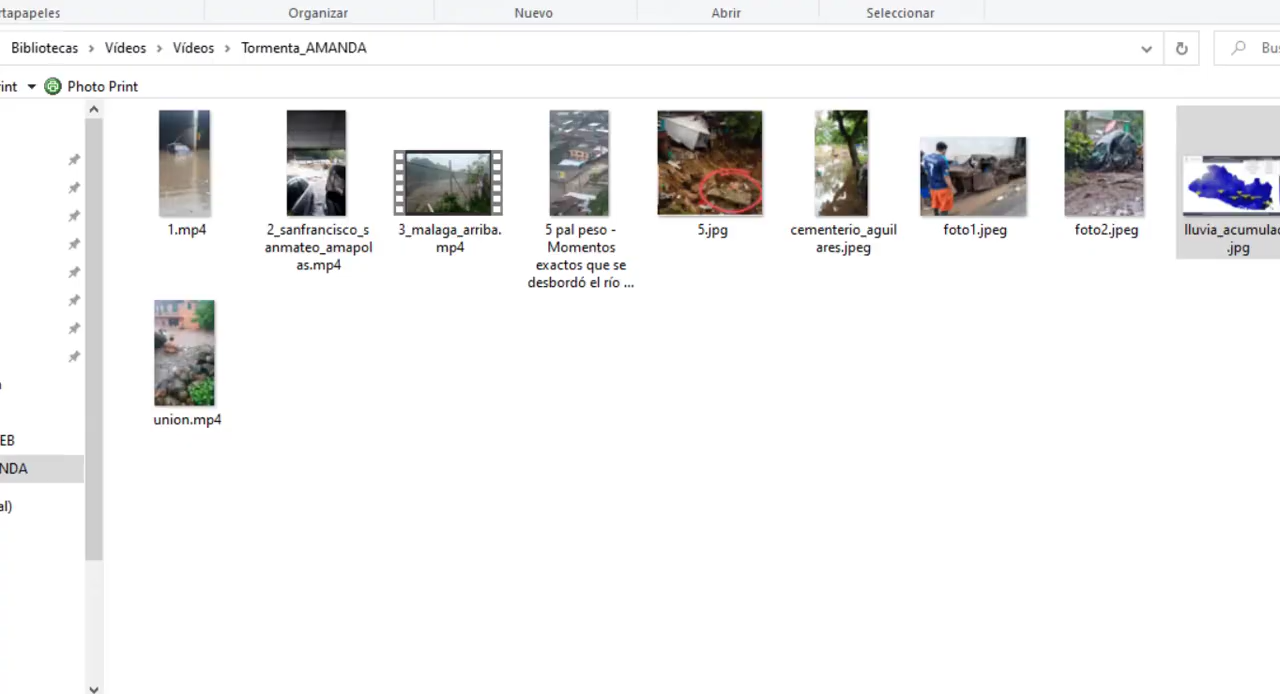 rtapapeles
Organizar
Nuevo
Abrir
Seleccionar
Bibliotecas > Vídeos > Vídeos > Tormenta_AMANDA
Bus
int
Photo Print
1.mp4
2_sanfrancisco_s
anmateo_amapol
as.mp4
3_malaga_arriba.
mp4
5 pal peso -
Momentos
exactos que se
desbordó el río ...
5.jpg
cementerio_aguil
ares.jpeg
foto1.jpeg
foto2.jpeg
lluvia_acumulac
.jpg
union.mp4
EB
NDA
al)